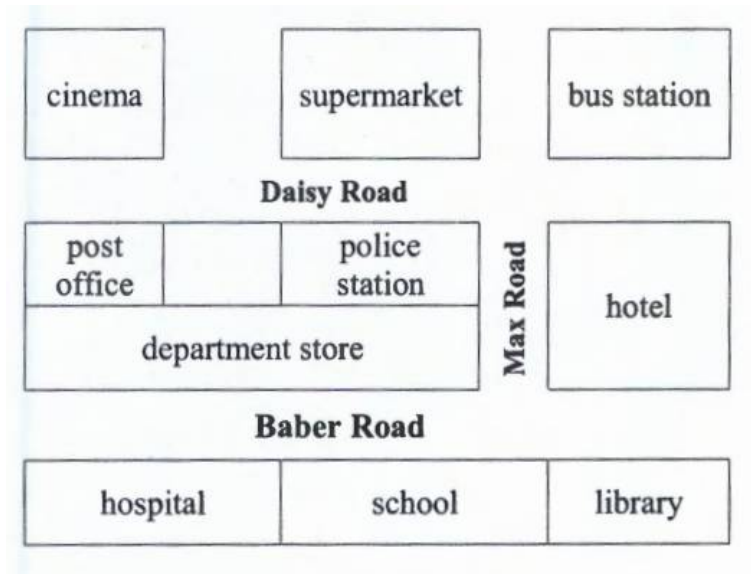 cinema
supermarket
bus station
Daisy Road
post
office
police
station
Max Road
hotel
department store
Baber Road
hospital
school
library